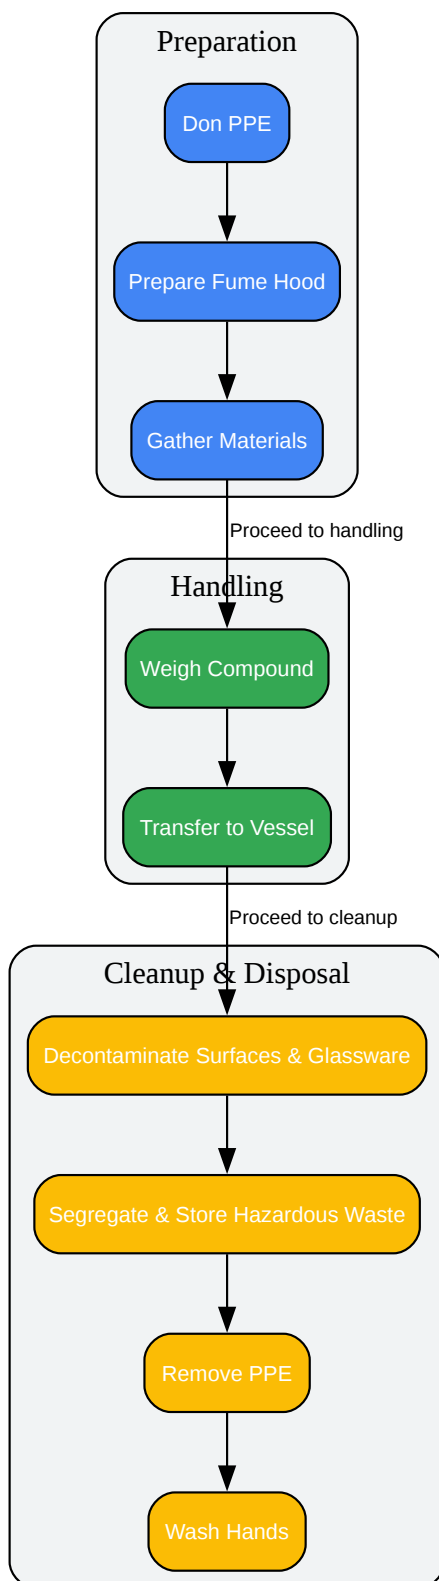 Preparation
Don PPE
Prepare Fume Hood
Gather Materials
Proceed to handling
Handling
Weigh Compound
Transfer to Vessel
Proceed to cleanup
Cleanup & Disposal
Decontaminate Surfaces & Glassware
Segregate & Store Hazardous Waste
Remove PPE
Wash Hands